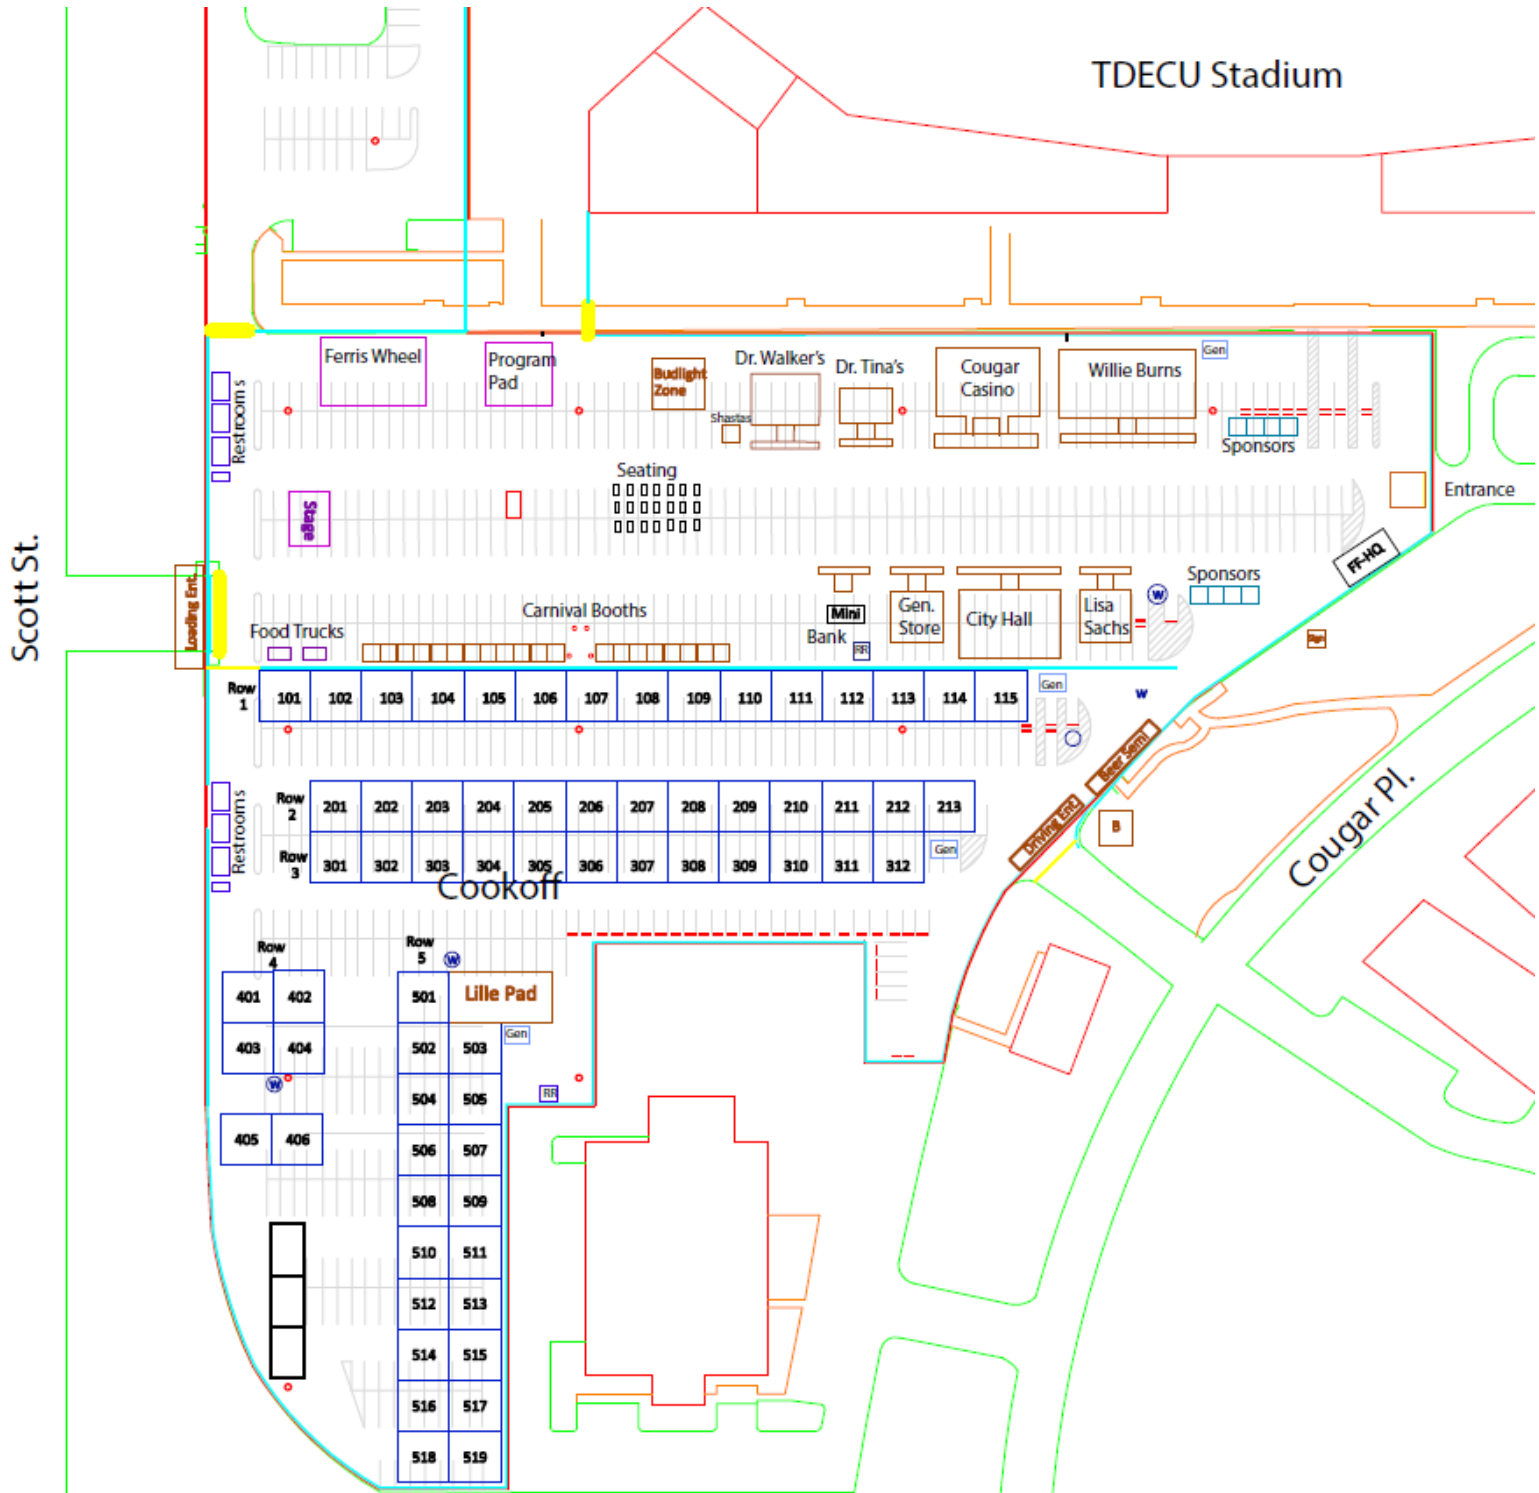 TDECU Stadium
Ferris Wheel
Program
Pad
Budlight
Zone
Shastas
Dr. Walker's
Dr. Tina's
Cougar
Casino
Willie Burns
Gen
Sponsors
Restrooms
Seating
Stage
Entrance
FF-HQ
Scott St.
Loading Ent.
Food Trucks
Carnival Booths
Mini
Bank
RR
Gen.
Store
City Hall
Lisa
Sachs
W
Sponsors
Row
1
101 102 103 104 105 106 107 108 109 110 111 112 113 114 115
Gen
W
Beer Semi
Driving Ent.
B
Cougar Pl.
Restrooms
Row
2
201 202 203 204 205 206 207 208 209 210 211 212 213
Row
3
301 302 303 304 305 306 307 308 309 310 311 312
Gen
Cookoff
Row
4
Row
5
W
401 402
403 404
W
405 406
501 Lille Pad
Gen
502 503
504 505
RR
506 507
508 509
510 511
512 513
514 515
516 517
518 519